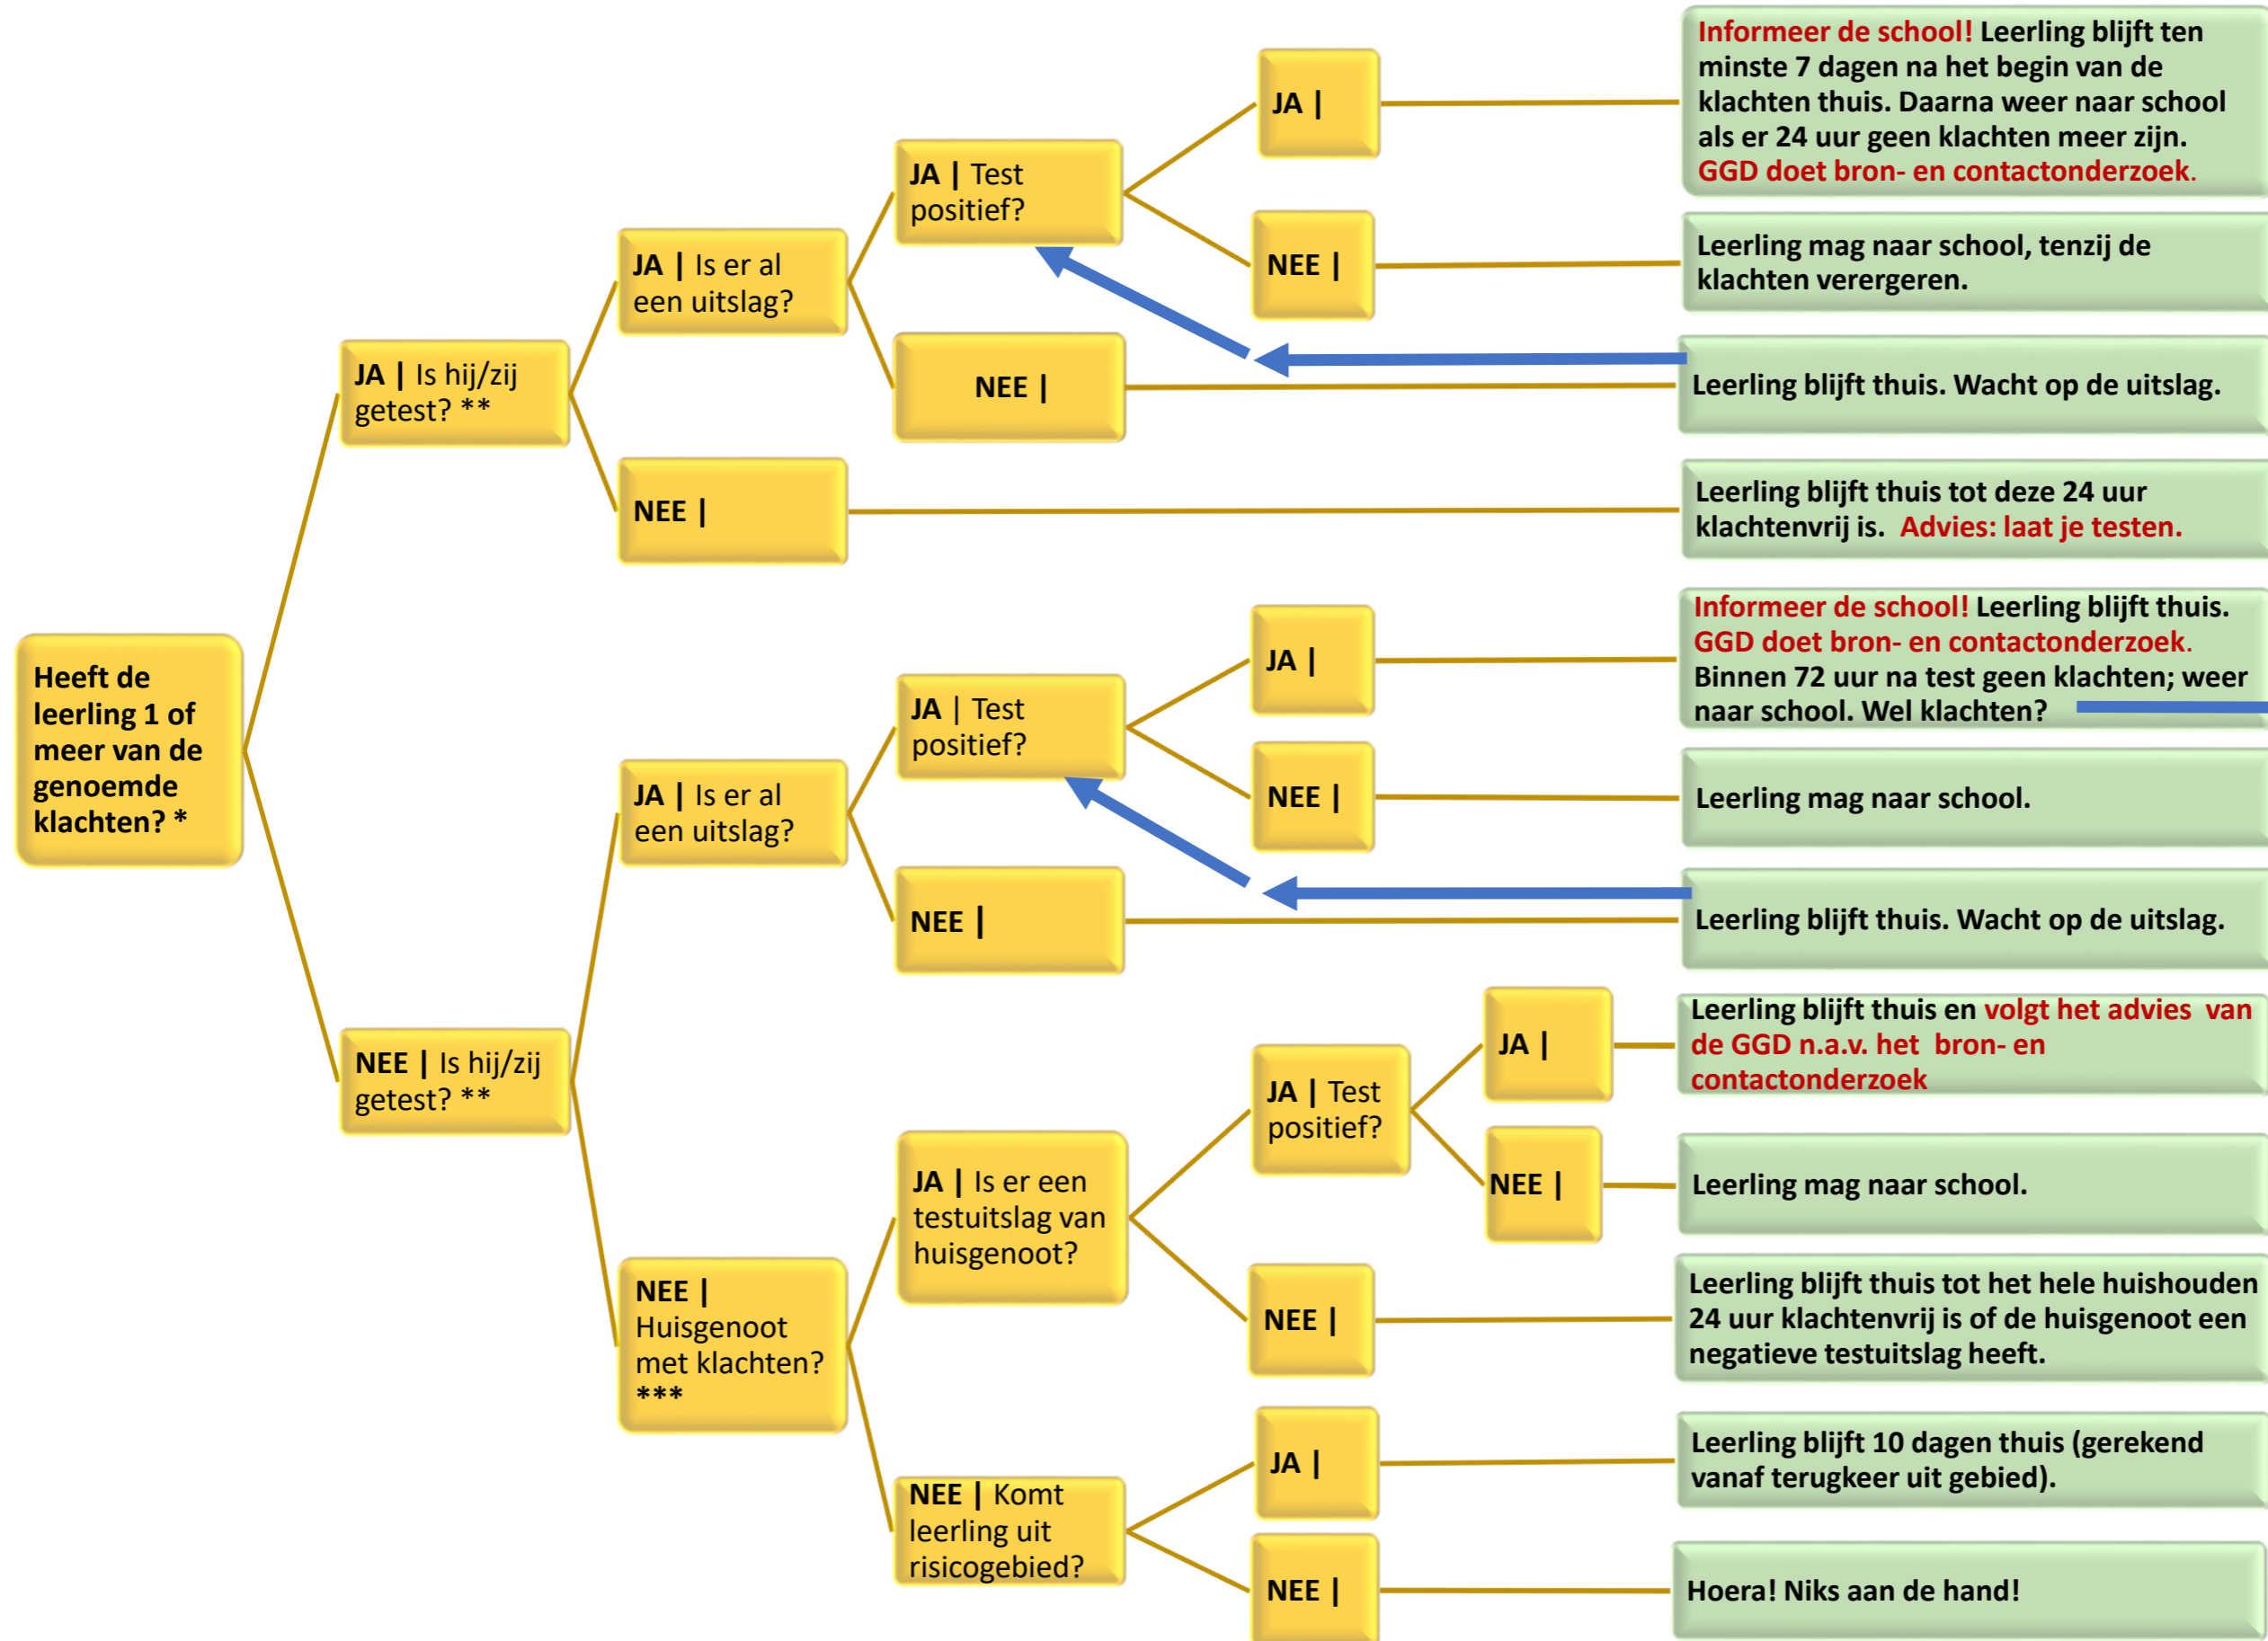 Heeft de
leerling 1 of
meer van de
genoemde
klachten? *
JA | Is hij/zij
getest? **
JA | Is er al
een uitslag?
JA | Test
positief?
JA |
Informeer de school! Leerling blijft ten
minste 7 dagen na het begin van de
klachten thuis. Daarna weer naar school
als er 24 uur geen klachten meer zijn.
GGD doet bron- en contactonderzoek.
NEE |
Leerling mag naar school, tenzij de
klachten verergeren.
NEE |
Leerling blijft thuis. Wacht op de uitslag.
NEE |
Leerling blijft thuis tot deze 24 uur
klachtenvrij is. Advies: laat je testen.
NEE | Is hij/zij
getest? **
JA | Is er al
een uitslag?
JA | Test
positief?
JA |
Informeer de school! Leerling blijft thuis.
GGD doet bron- en contactonderzoek.
Binnen 72 uur na test geen klachten; weer
naar school. Wel klachten?
NEE |
Leerling mag naar school.
NEE |
Leerling blijft thuis. Wacht op de uitslag.
NEE |
Huisgenoot
met klachten?
***
JA | Is er een
testuitslag van
huisgenoot?
JA | Test
positief?
JA |
Leerling blijft thuis en volgt het advies van
de GGD n.a.v. het bron- en
contactonderzoek
NEE |
Leerling mag naar school.
NEE |
Leerling blijft thuis tot het hele huishouden
24 uur klachtenvrij is of de huisgenoot een
negatieve testuitslag heeft.
NEE | Komt
leerling uit
risicogebied?
JA |
Leerling blijft 10 dagen thuis (gerekend
vanaf terugkeer uit gebied).
NEE |
Hoera! Niks aan de hand!